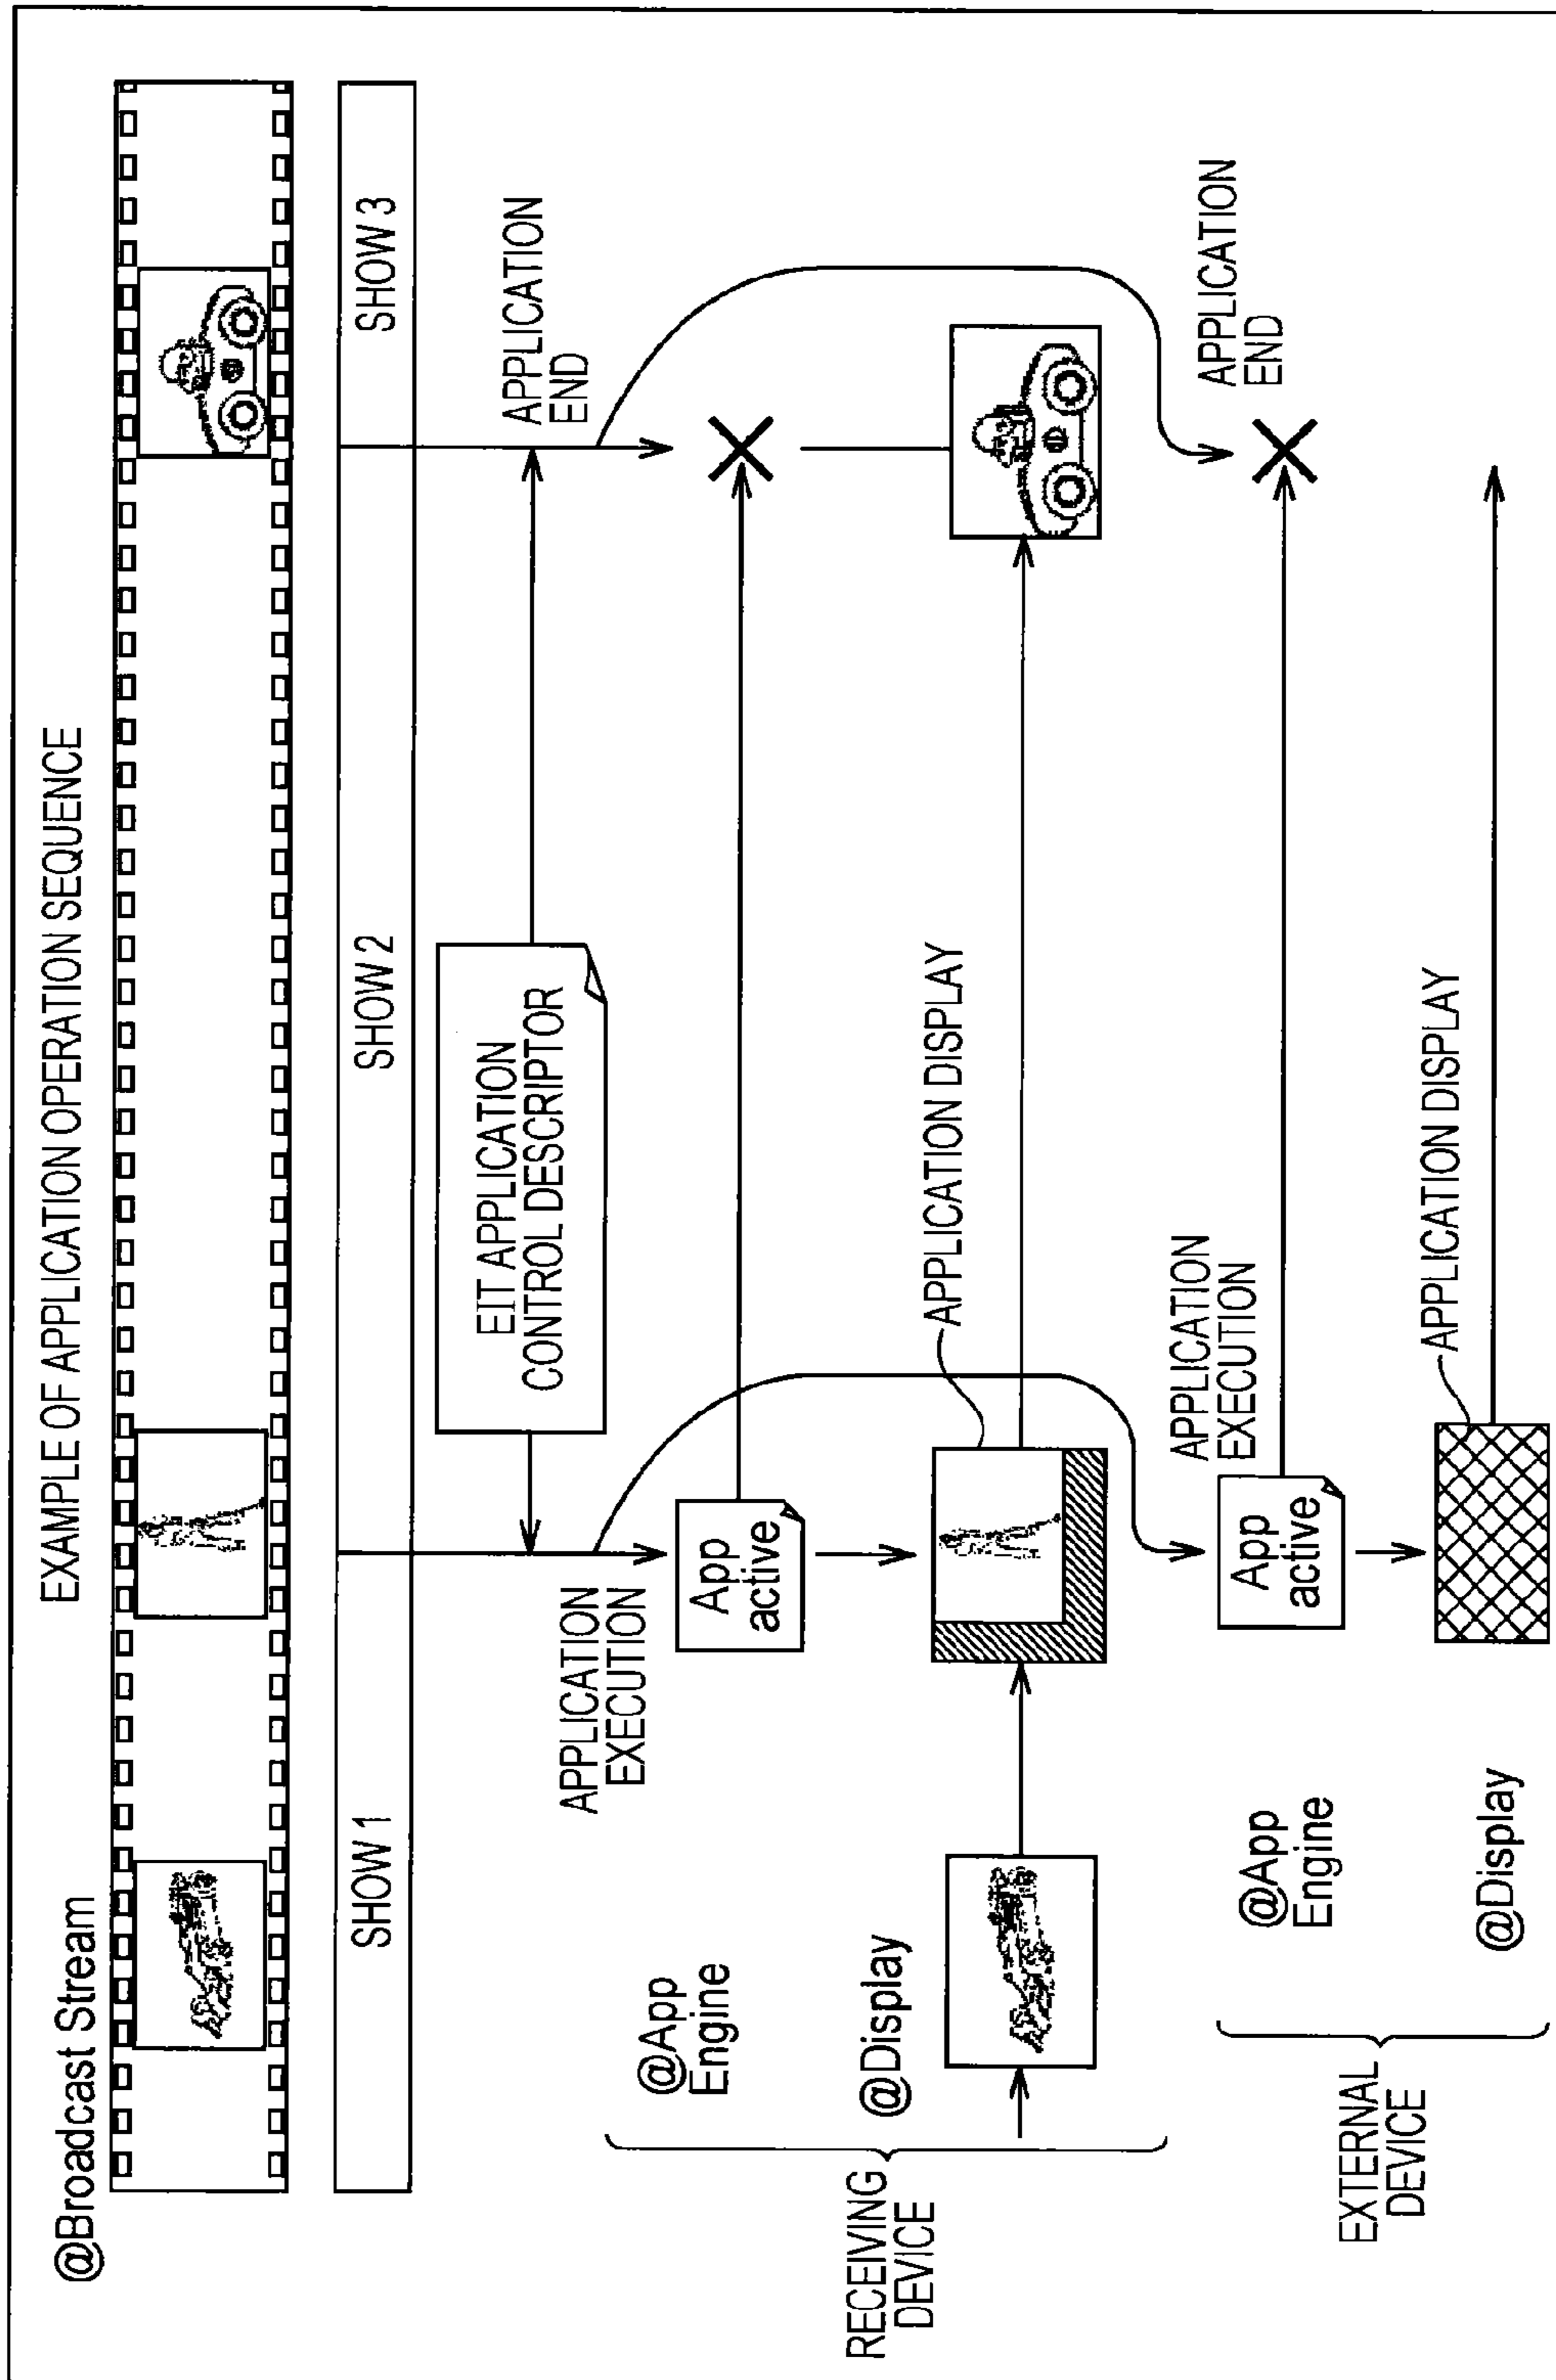 EXAMPLE OF APPLICATION OPERATION SEQUENCE
@Broadcast Stream
SHOW 1
SHOW 2
SHOW 3
EIT APPLICATION
CONTROL DESCRIPTOR
APPLICATION
EXECUTION
APPLICATION
END
RECEIVING
DEVICE
@App
Engine
App
active
@Display
APPLICATION DISPLAY
APPLICATION
EXECUTION
APPLICATION
END
EXTERNAL
DEVICE
@App
Engine
App
active
@Display
APPLICATION DISPLAY